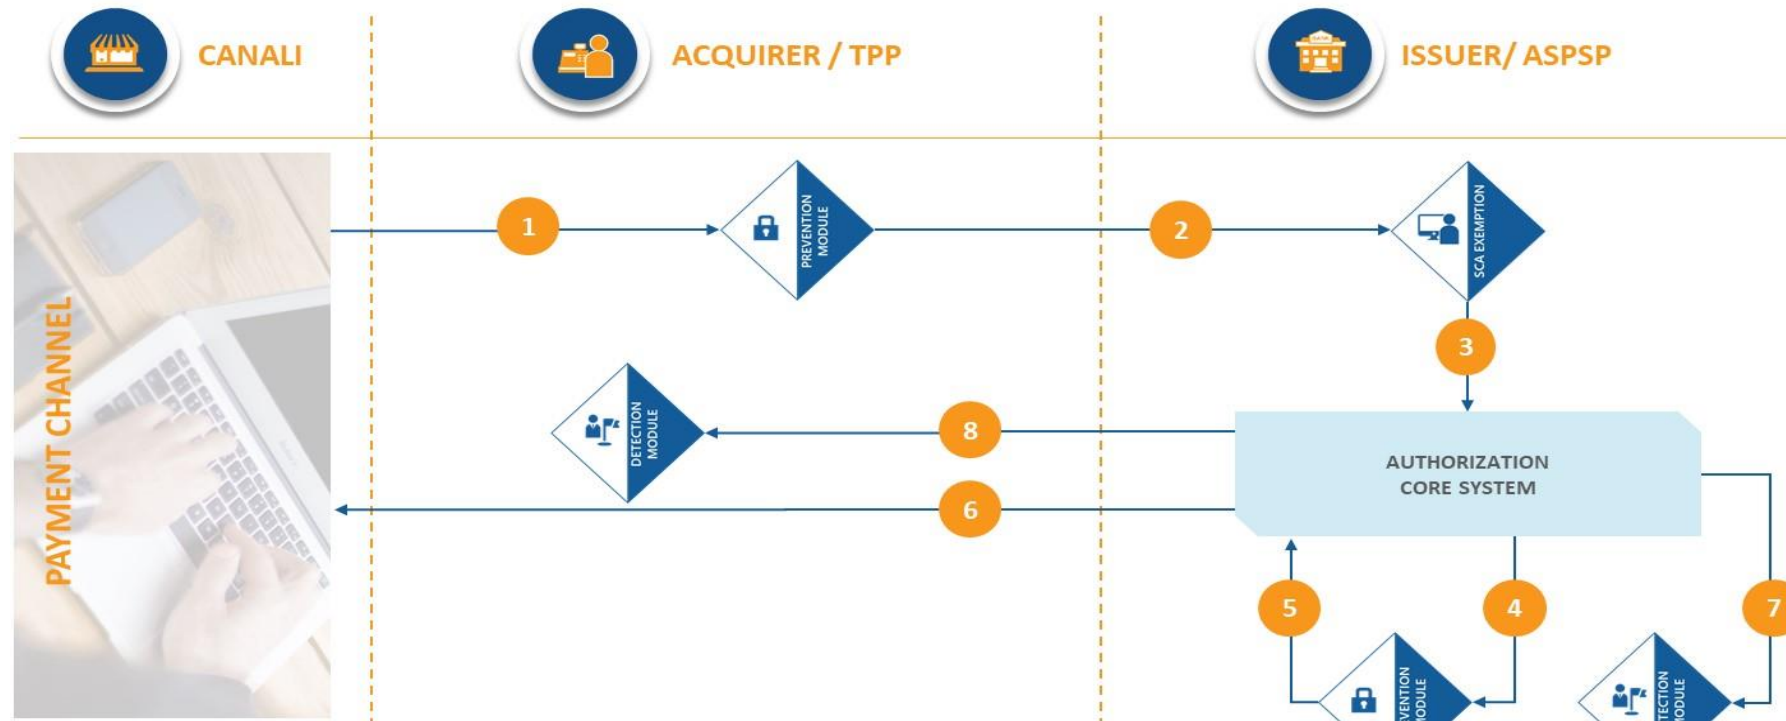 CANALI
ACQUIRER / TPP
ISSUER/ ASPSP
PAYMENT CHANNEL
1
PREVENTION
MODULE
2
SCA EXEMPTION
3
DETECTION
MODULE
8
6
AUTHORIZATION
CORE SYSTEM
5
4
7